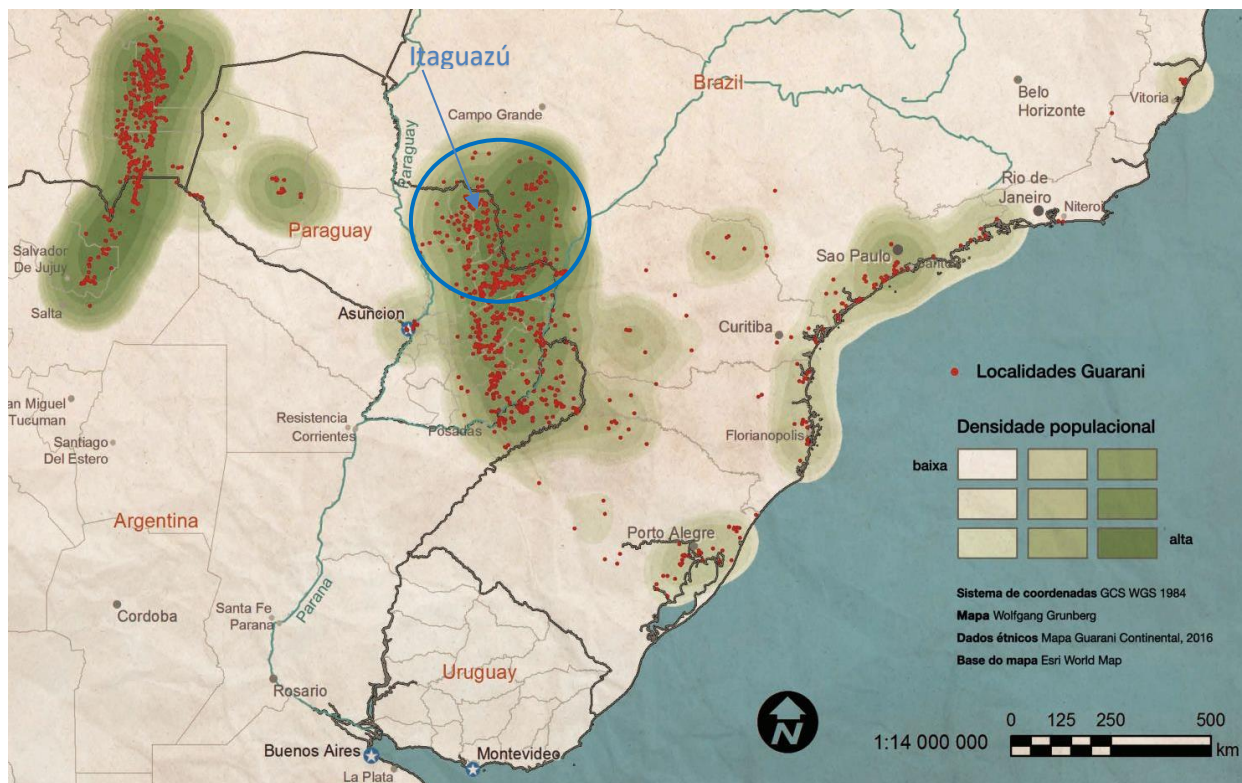 Itaguazú
Brazil
Belo
Horizonte
Vitoria
Campo Grande
Paraguay
Rio de
Janeiro
Niteroi
Paraguay
Salvador
De Jujuy
Sao Paulo
Santos
Salta
Asuncion
Curitiba
Localidades Guarani
an Miguel
Tucuman
Resistencia
Corrientes
Posadas
Florianopolis
Densidade populacional
Santiago
Del Estero
baixa
Argentina
Porto Alegre
alta
Cordoba
Santa Fe
Parana
Parana
Sistema de coordenadas GCS WGS 1984
Mapa Wolfgang Grunberg
Dados étnicos Mapa Guarani Continental, 2016
Base do mapa Esri World Map
Uruguay
Rosario
N
0 125 250 500
1:14 000 000
km
Buenos Aires
Montevideo
La Plata